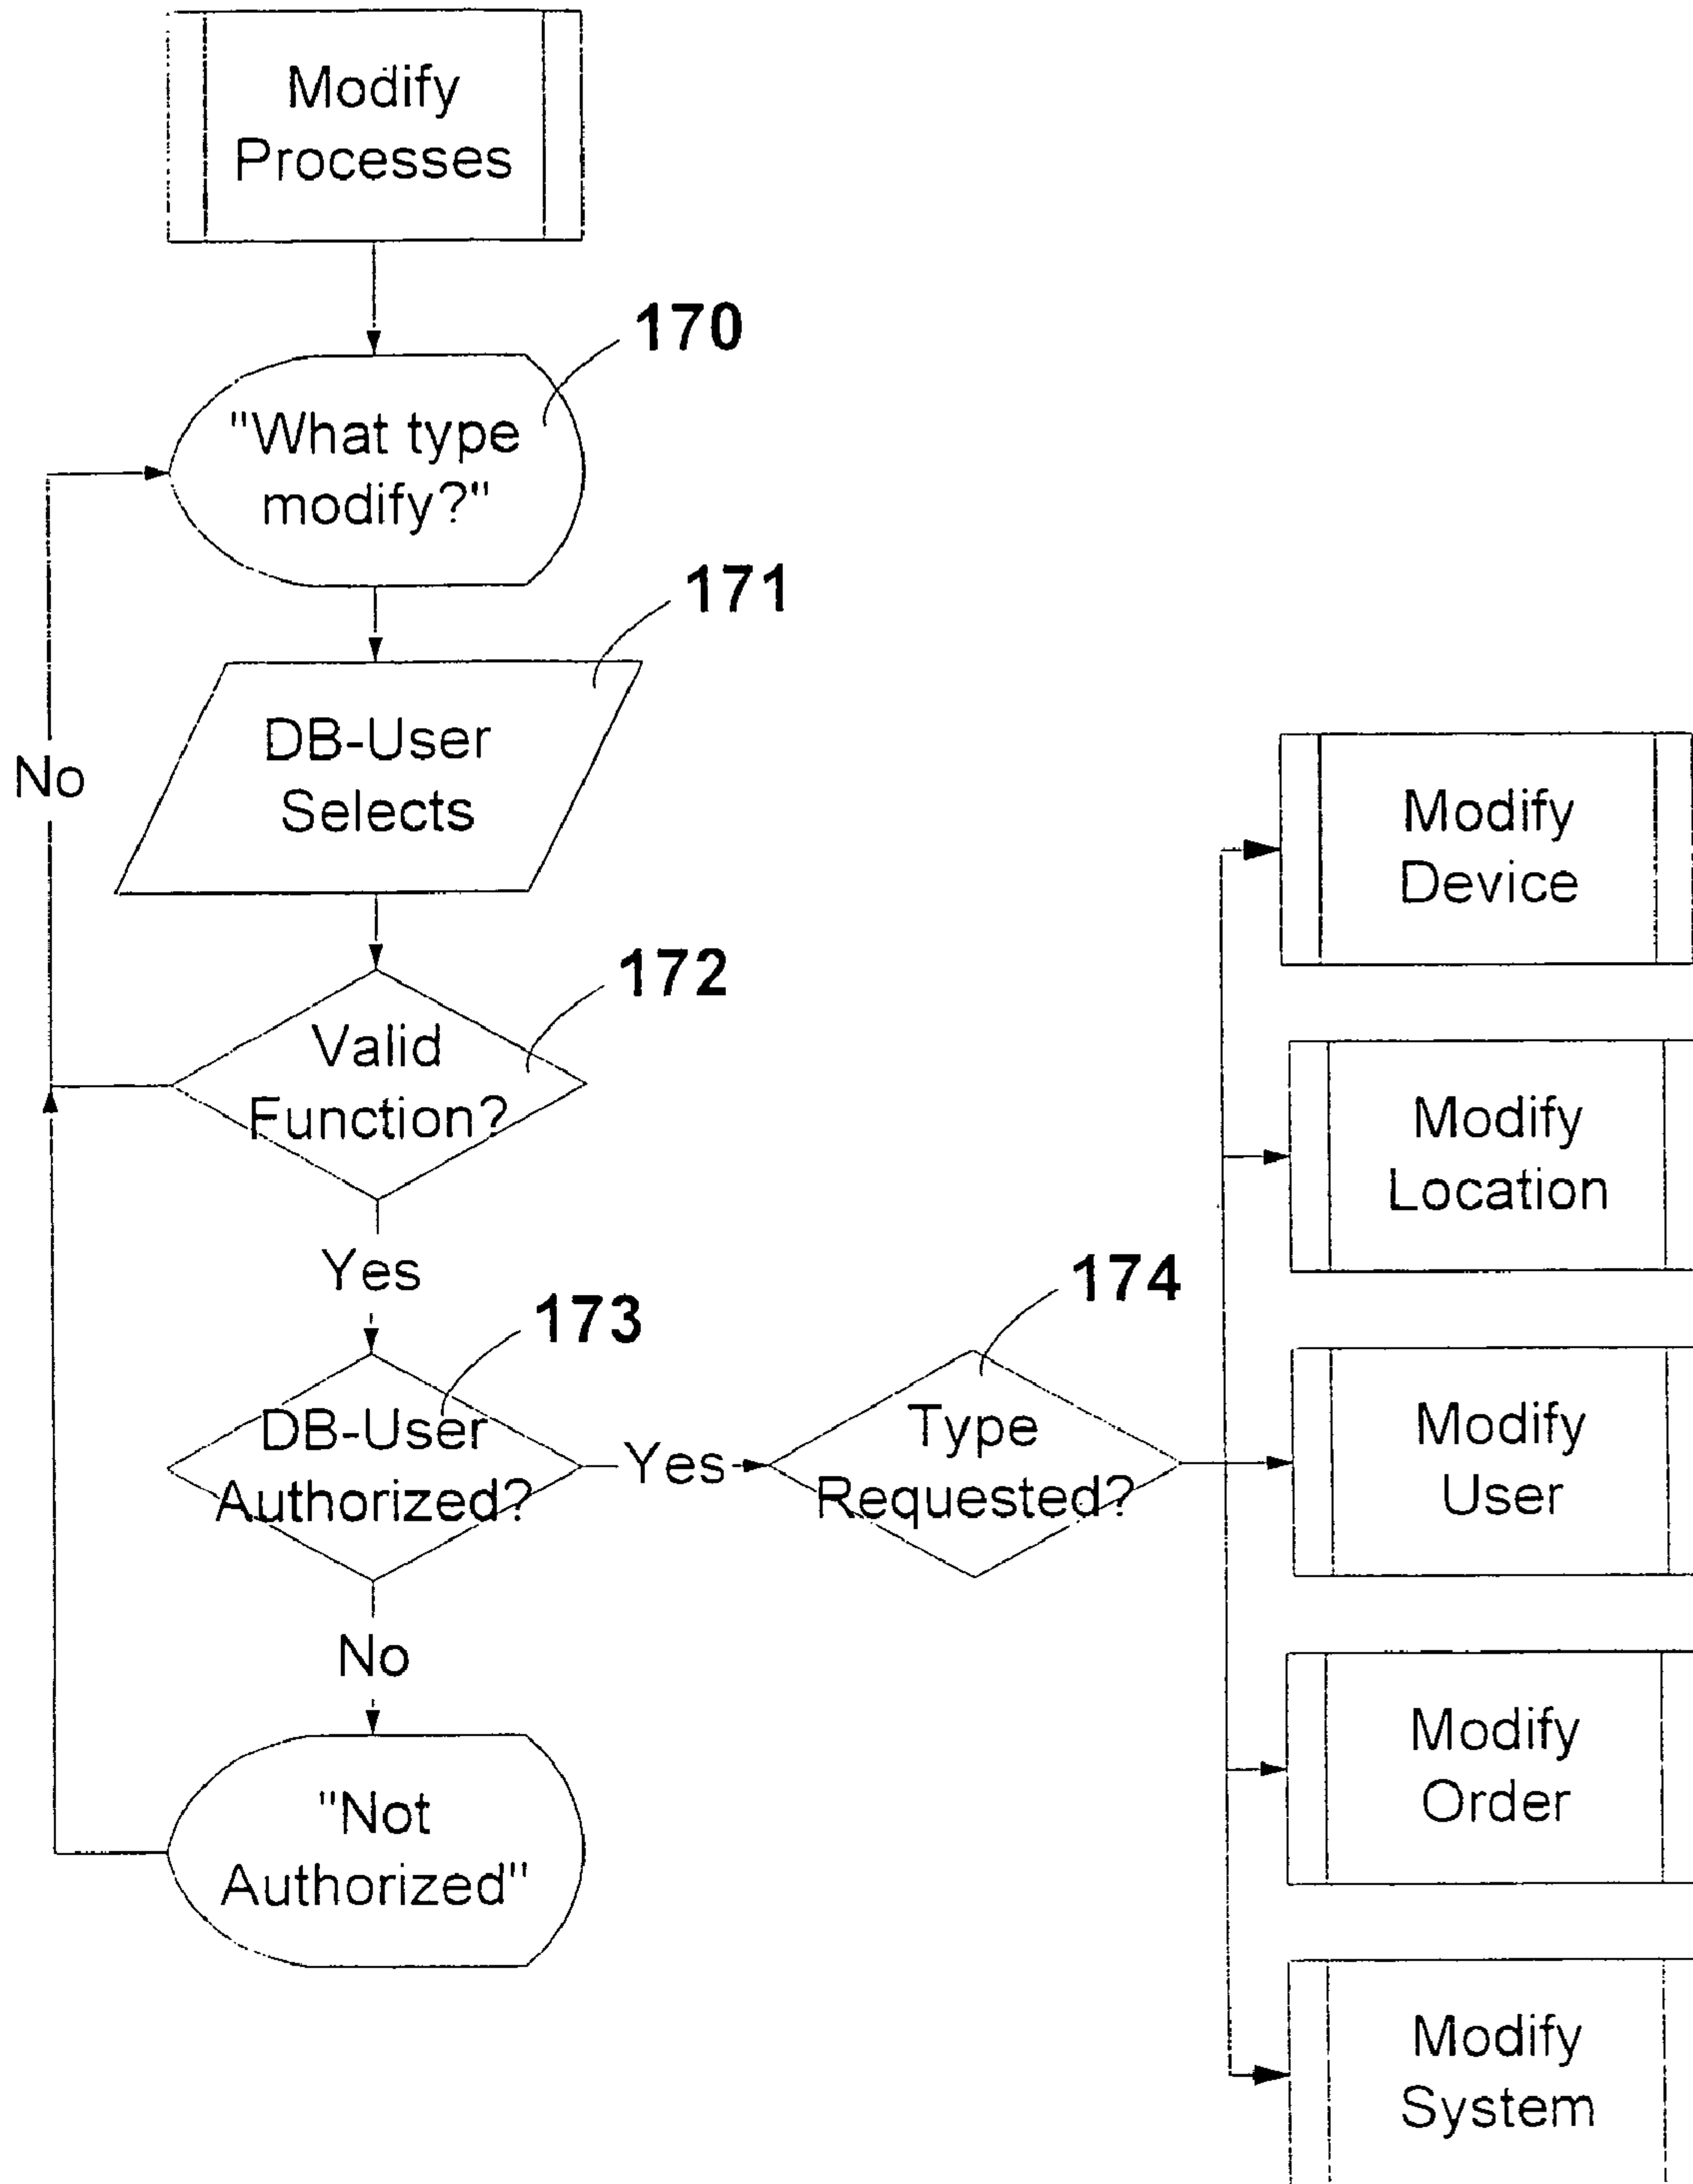 Modify
Processes
170
"What type
modify?"
171
DB-User
Selects
No
172
Valid
Function?
Yes
173
DB-User
Authorized?
Yes
174
Type
Requested?
No
"Not
Authorized"
Modify
Device
Modify
Location
Modify
User
Modify
Order
Modify
System